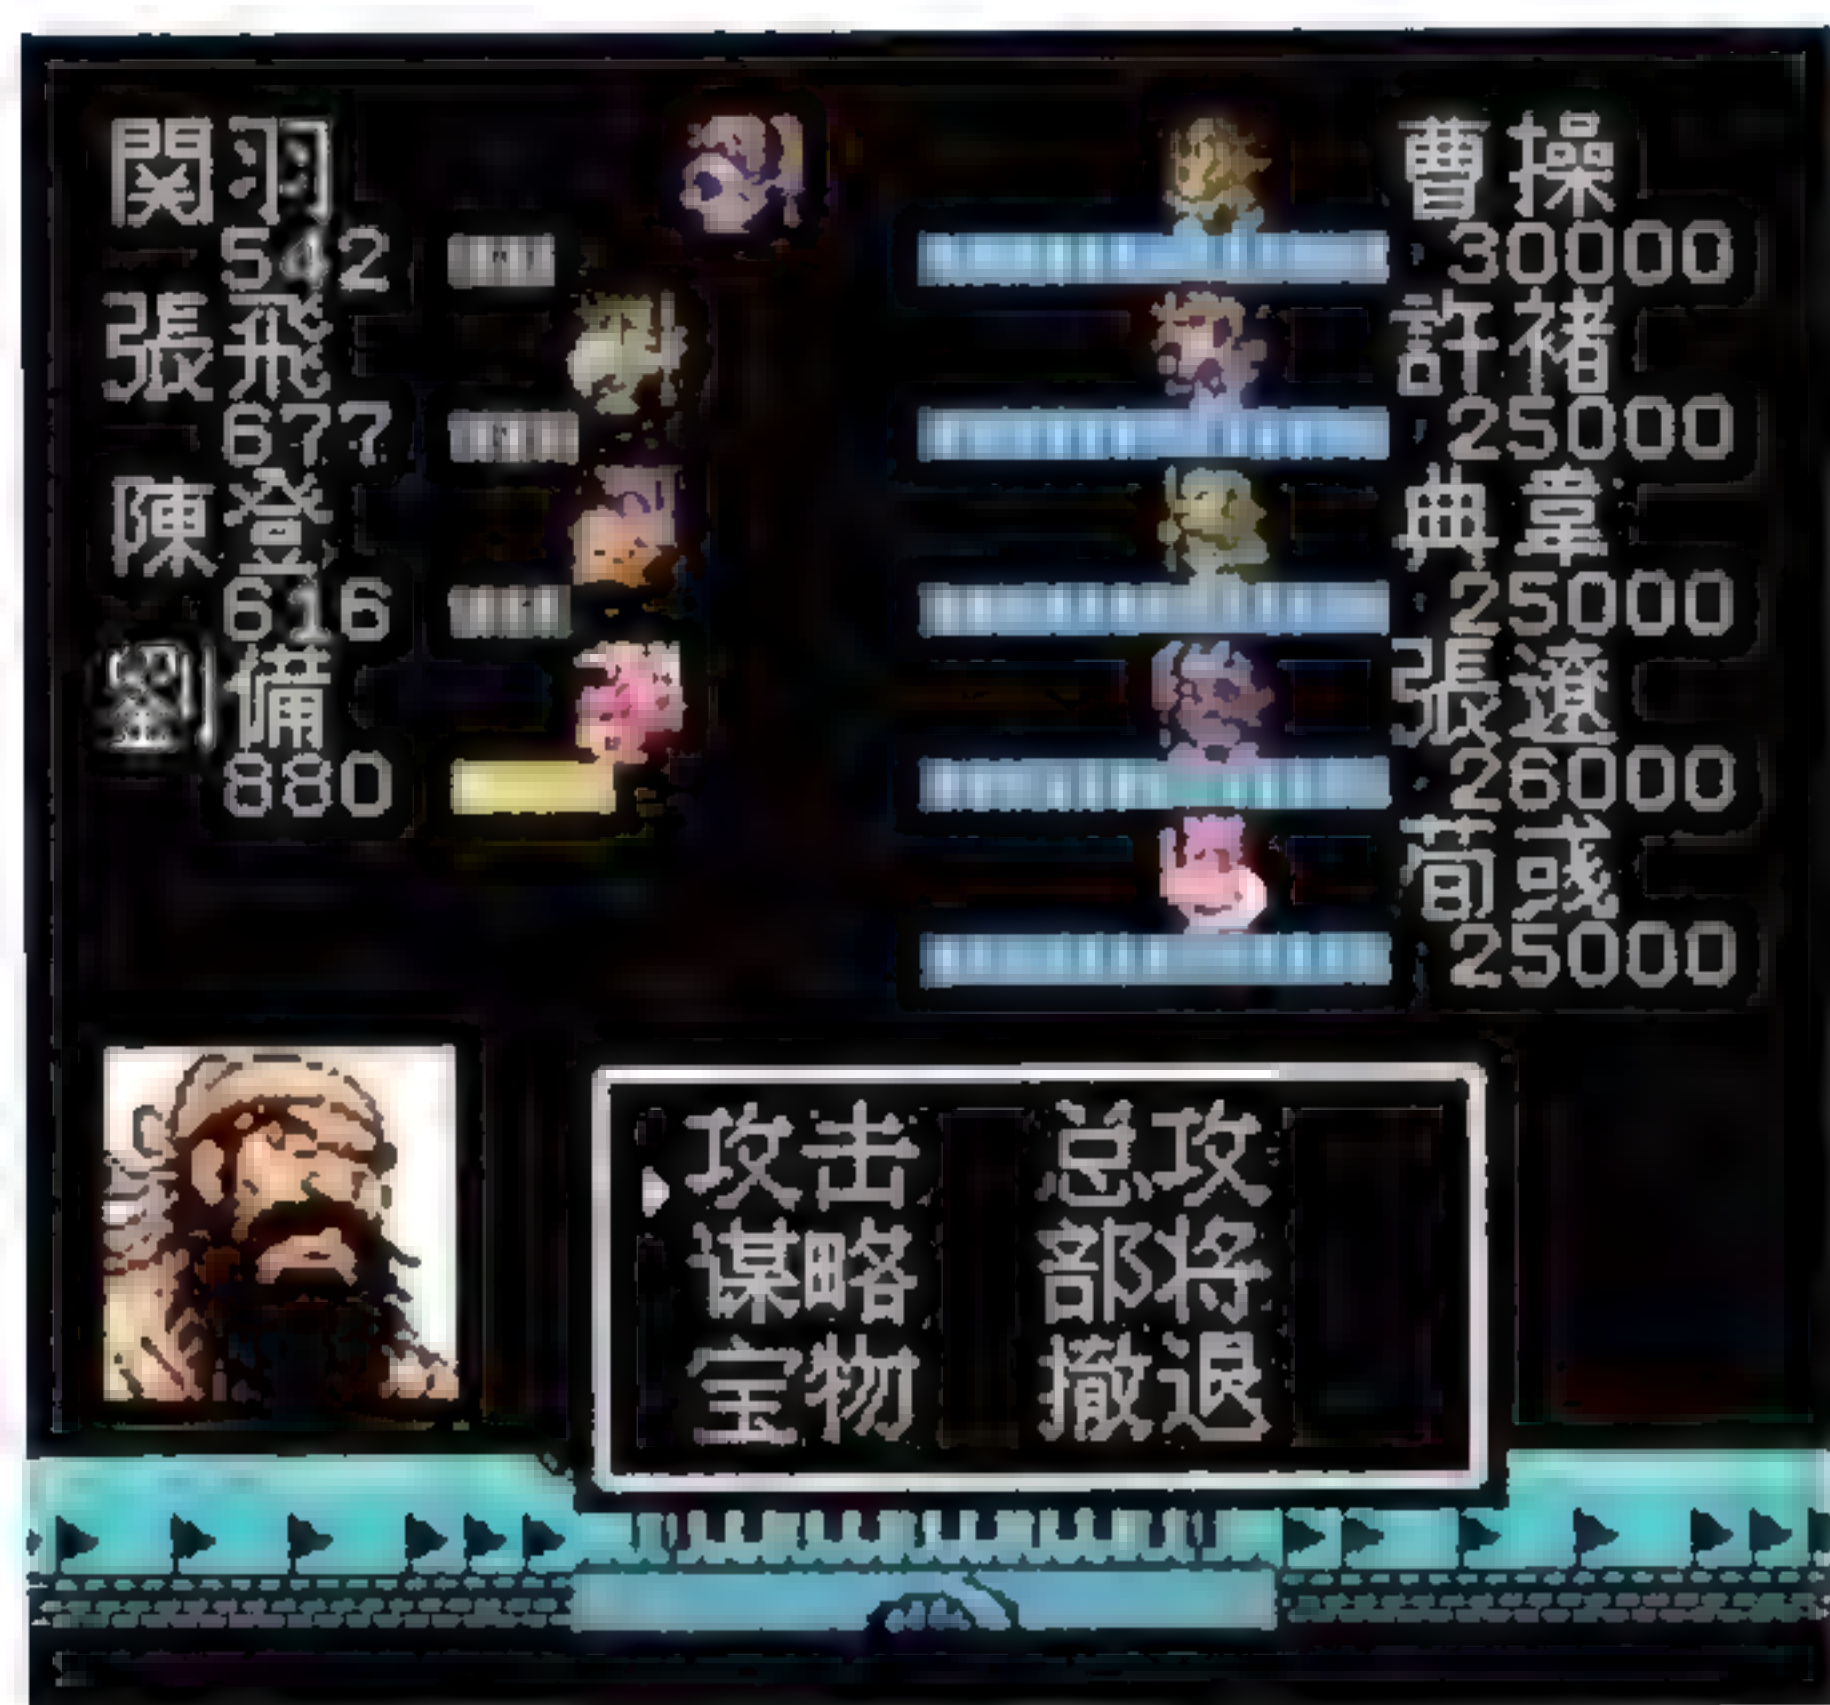 関羽 曹操
542 30000
張飛 許褚
677 25000
陳登 典韋
616 25000
劉備 張遼
880 26000
荀彧
25000
攻击 总攻
谋略 部将
宝物 撤退